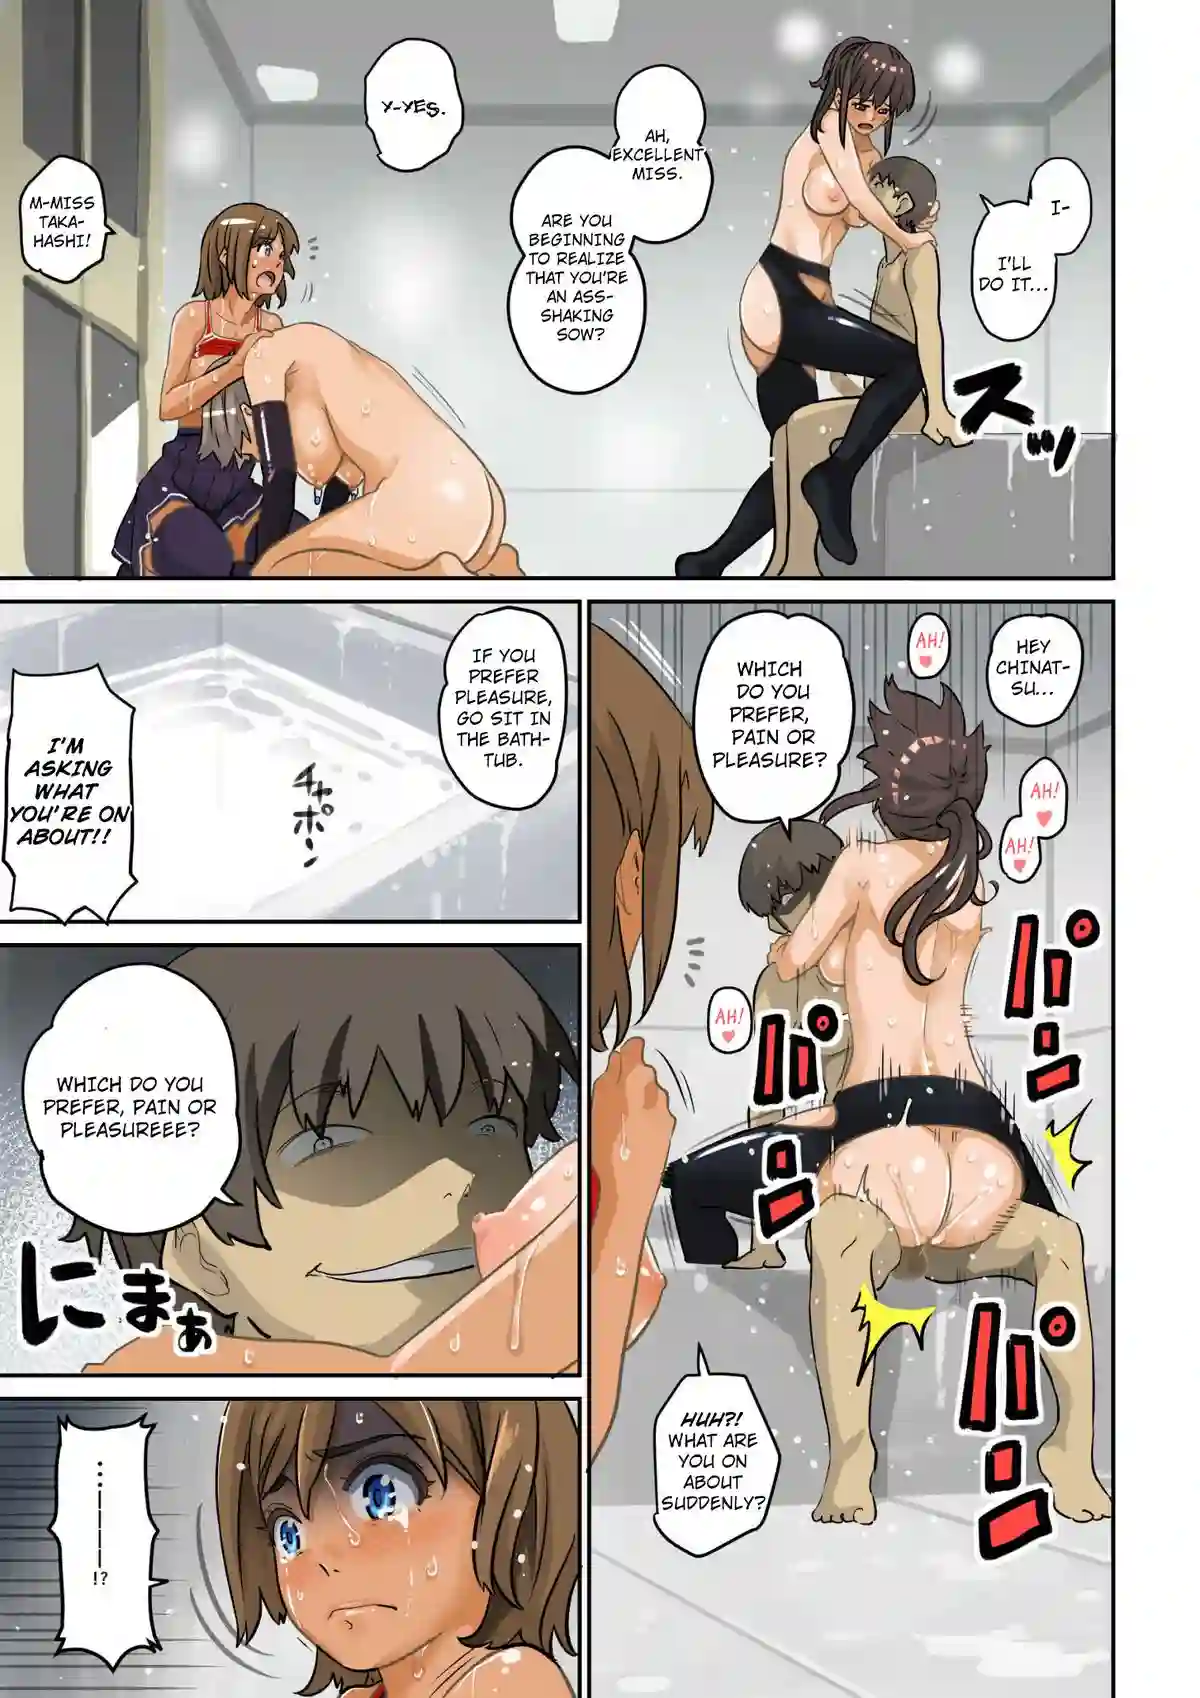 I-
I'LL
DO IT...
AH,
EXCELLENT
MISS.
ARE YOU
BEGINNING
TO REALIZE
THAT YOU'RE
AN ASS-
SHAKING
SOW?
Y-YES.
M-MISS
TAKA-
HASHI!
スッ
HEY
CHINAT-
SU...
AH!
WHICH
DO YOU
PREFER,
PAIN OR
PLEASURE?
AH!
AH!
AH!
パンッ
パンッ
パンッ
HUH?!
WHAT ARE
YOU ON
ABOUT
SUDDENLY?
IF YOU
PREFER
PLEASURE,
GO SIT IN
THE BATH-
TUB.
チャポン
I'M
ASKING
WHAT
YOU'RE ON
ABOUT!!
WHICH DO YOU
PREFER, PAIN OR
PLEASUREEE?
にまぁ
...————!?